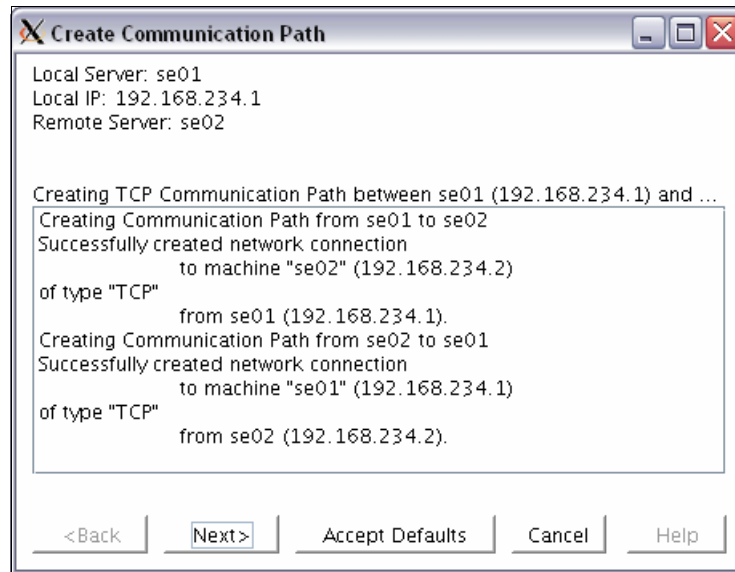 Create Communication Path
Local Server: se01
Local IP: 192.168.234.1
Remote Server: se02
Creating TCP Communication Path between se01 (192.168.234.1) and ...
Creating Communication Path from se01 to se02
Successfully created network connection
to machine "se02" (192.168.234.2)
of type "TCP"
from se01 (192.168.234.1).
Creating Communication Path from se02 to se01
Successfully created network connection
to machine "se01" (192.168.234.1)
of type "TCP"
from se02 (192.168.234.2).
<Back Next> Accept Defaults Cancel Help